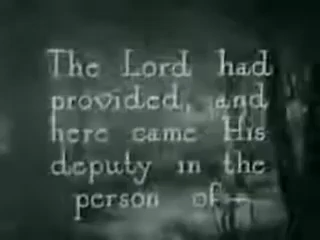 The Lord had
provided, and
here came His
deputy in the
person of—